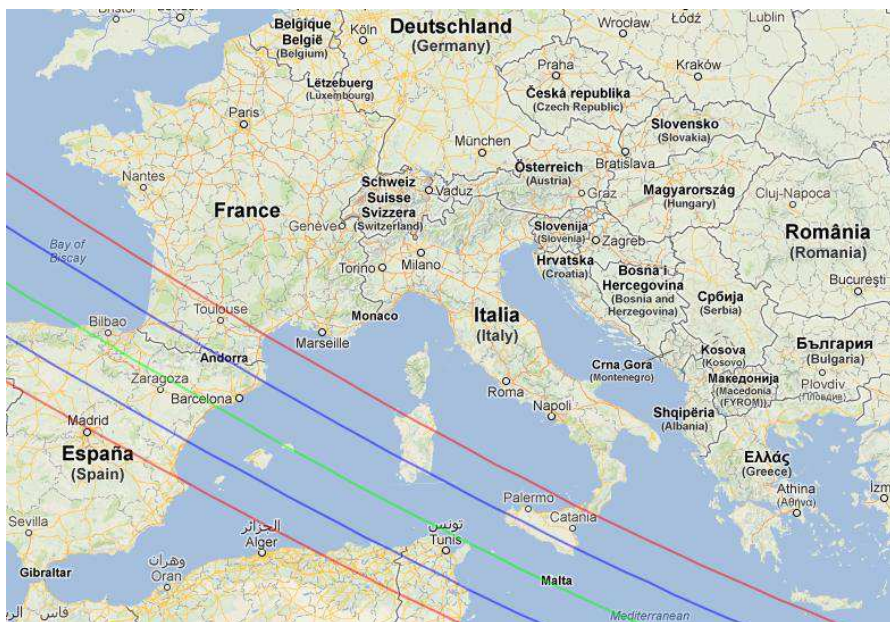 Bristol
London
Belgique
België
(Belgium)
Köln
Deutschland
(Germany)
Wrocław
Łódź
Lublin
Praha
Kraków
Lëtzebuerg
(Luxembourg)
Česká republika
(Czech Republic)
Paris
Slovensko
(Slovakia)
München
Bratislava
Österreich
(Austria)
Nantes
Schweiz
Suisse
Svizzera
(Switzerland)
Vaduz
Graz
Magyarország
(Hungary)
Cluj-Napoca
France
Genève
Slovenija
(Slovenia)
Zagreb
România
(Romania)
Bay of
Biscay
Torino
Milano
Hrvatska
(Croatia)
Bosna i
Hercegovina
(Bosnia and
Herzegovina)
București
Србија
(Serbia)
Toulouse
Monaco
Italia
(Italy)
Bilbao
Marseille
Kosova
(Kosovo)
България
(Bulgaria)
Andorra
Crna Gora
(Montenegro)
Македонија
(Macedonia
(FYROM))
Plovdiv
(Пловдив)
Zaragoza
Barcelona
Roma
Napoli
Shqipëria
(Albania)
Madrid
España
(Spain)
Ελλάς
(Greece)
Athina
(Αθήνα)
Palermo
Catania
Sevilla
الجزائر
Alger
تونس
Tunis
Gibraltar
وهران
Oran
Malta
فاس
Mediterranean